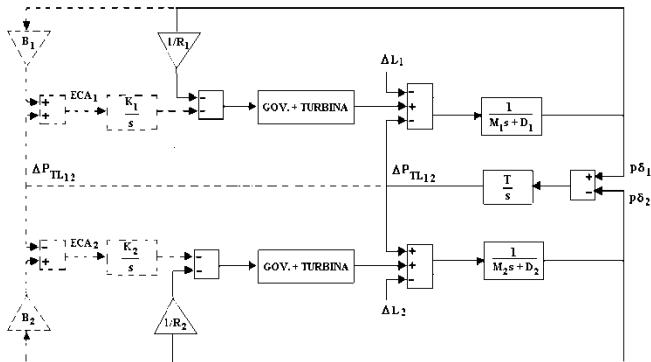 B1
1/R1
ΔL1
ECA1
K1
s
GOV. + TURBINA
1
M1s + D1
pδ1
ΔPTL12
ΔPTL12
T
s
pδ2
ECA2
K2
s
GOV. + TURBINA
1
M2s + D2
B2
1/R2
ΔL2